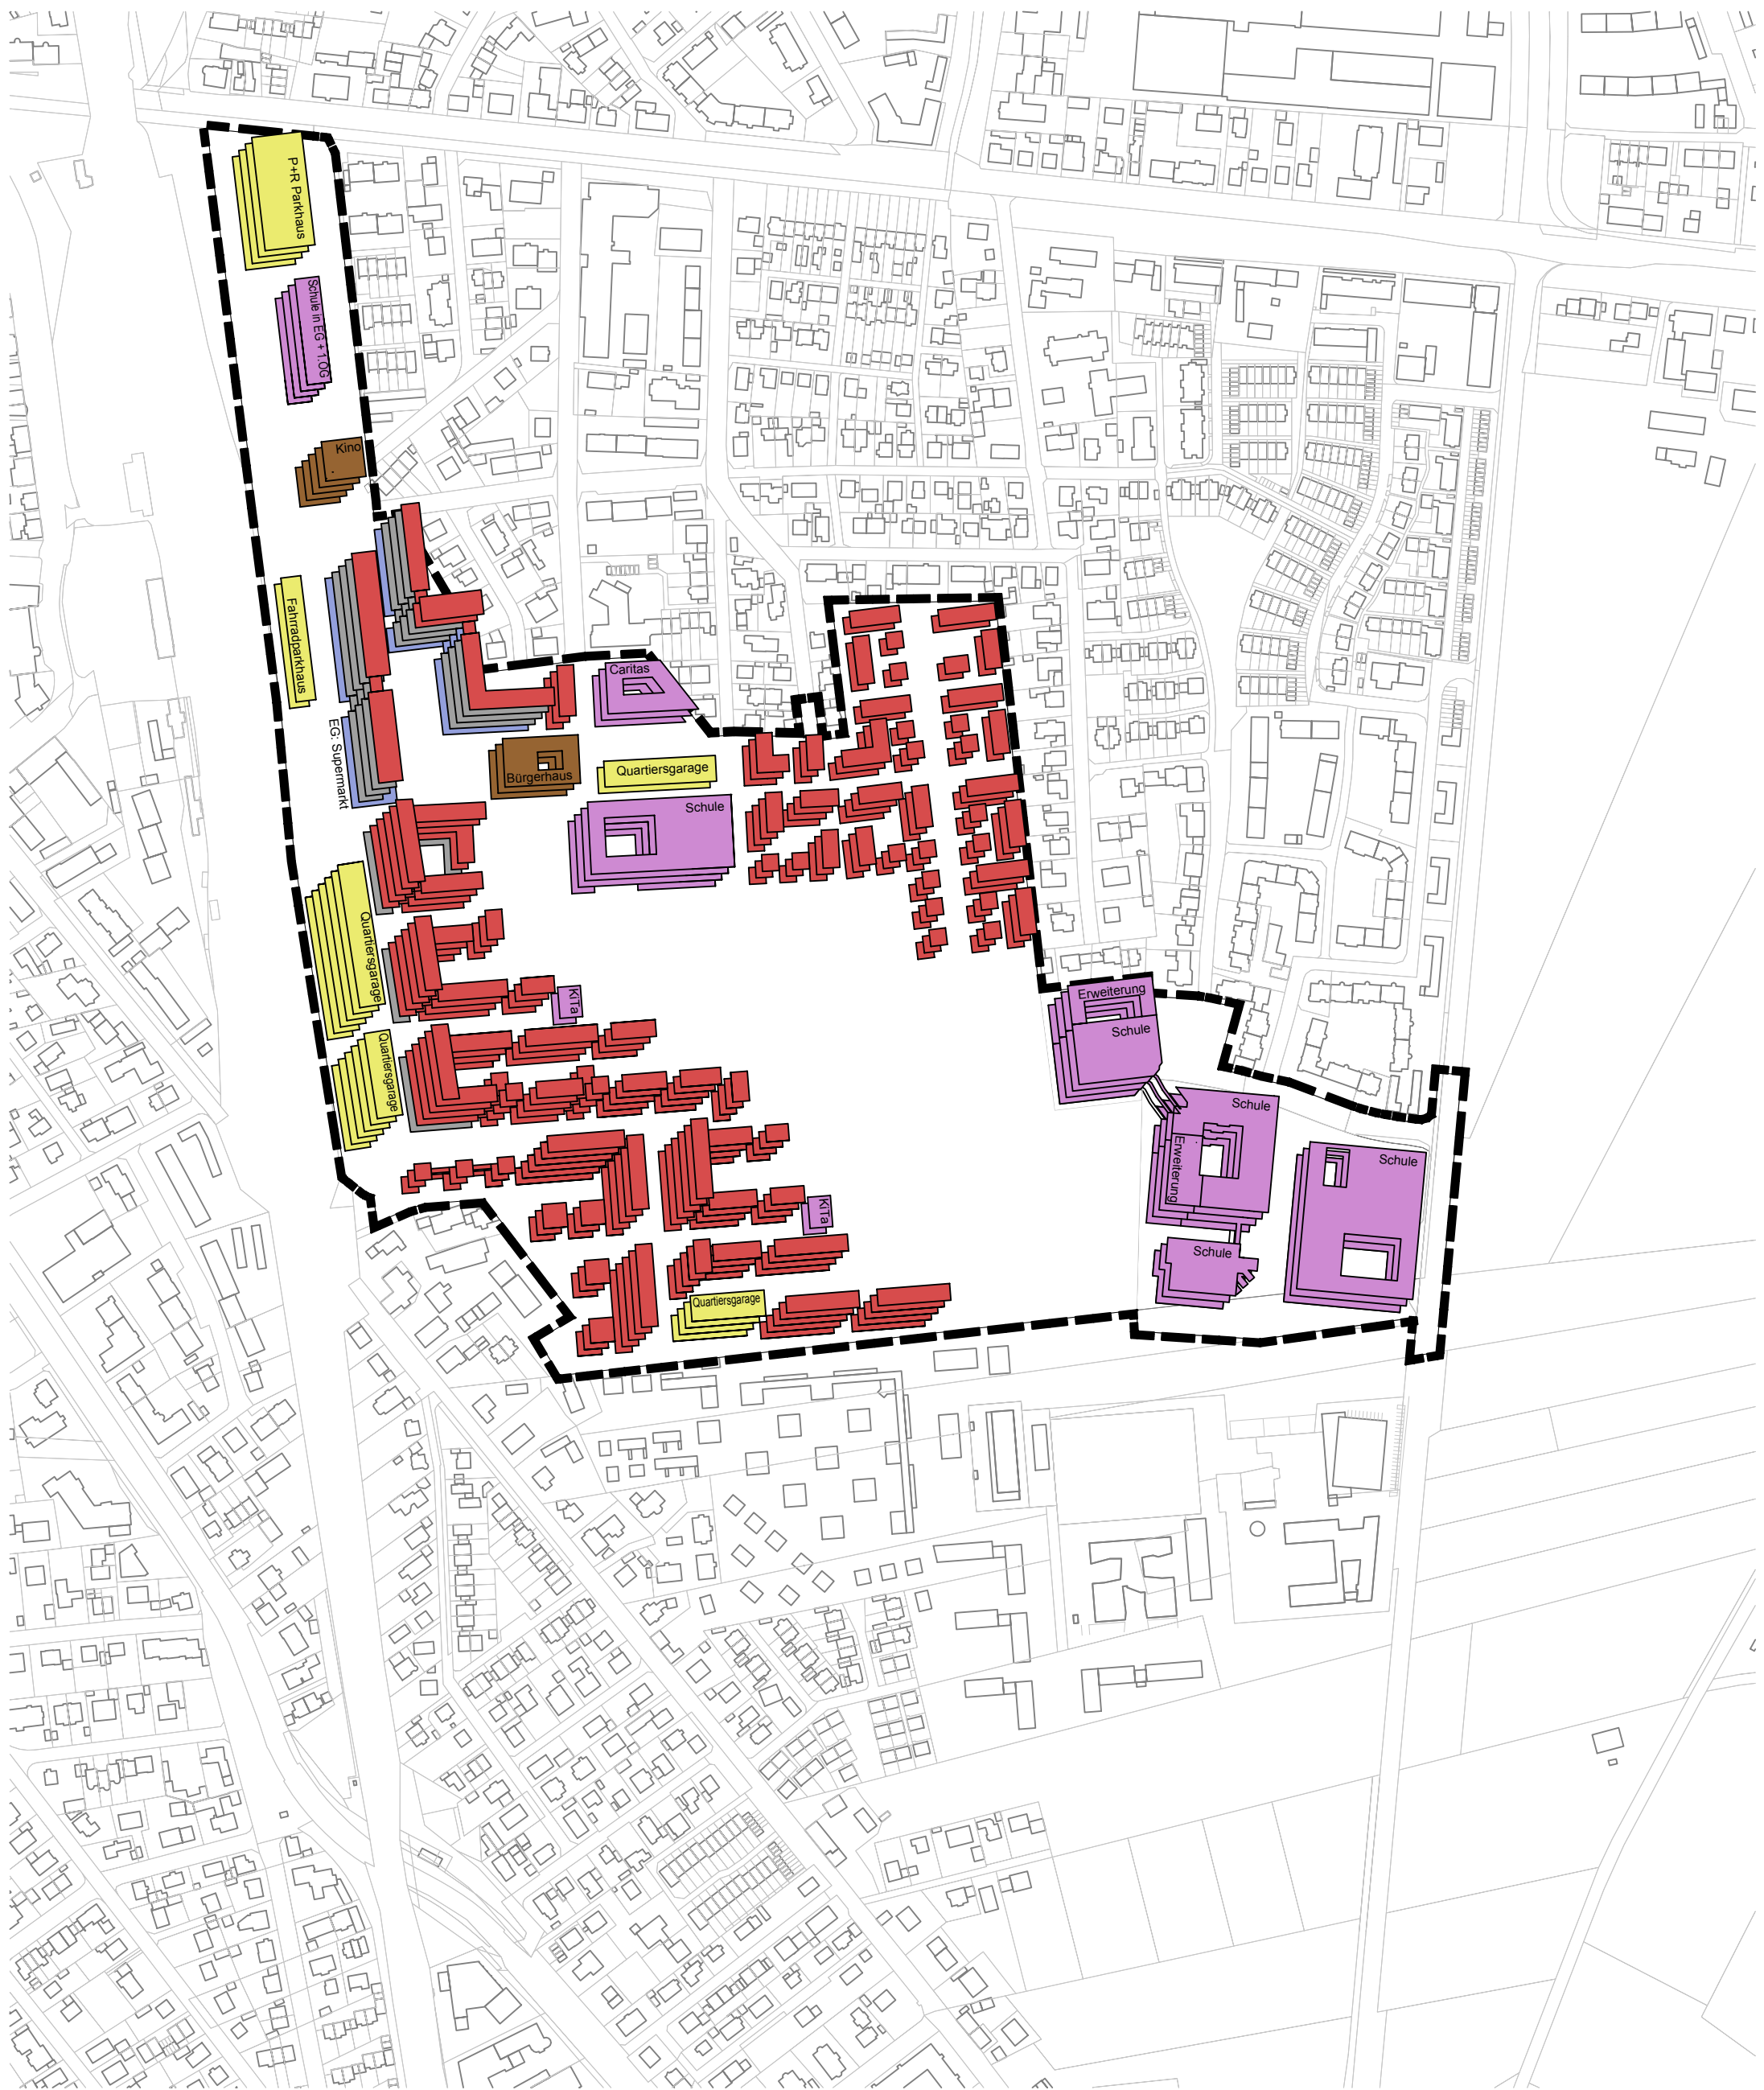 P+R Parkhaus
Schule in EG + 1.OG
Kino
Fahrradparkhaus
Caritas
EG: Supermarkt
Bürgerhaus
Quartiersgarage
Schule
Quartiersgarage
KiTa
Erweiterung
Schule
Quartiersgarage
Schule
Erweiterung
Schule
KiTa
Schule
Quartiersgarage